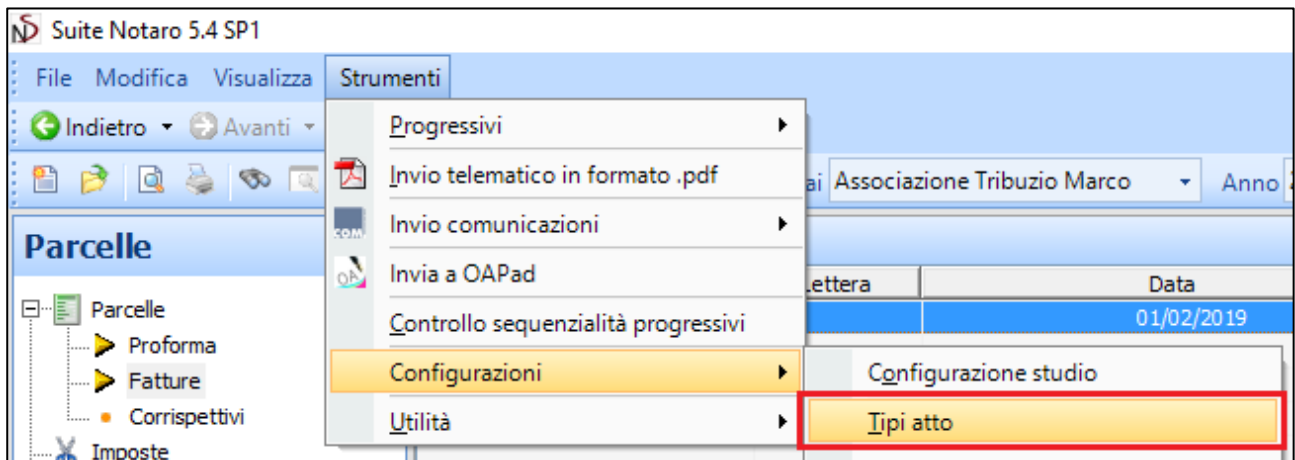 Suite Notaro 5.4 SP1
File Modifica Visualizza Strumenti
Indietro Avanti
Progressivi
Invio telematico in formato .pdf
ai Associazione Tribuzio Marco Anno
Parcelle
COM. Invio comunicazioni
OA Invia a OAPad
Lettera Data
01/02/2019
Parcelle
Proforma
Fatture
Corrispettivi
Imposte
Controllo sequenzialità progressivi
Configurazioni
Utilità
Configurazione studio
Tipi atto